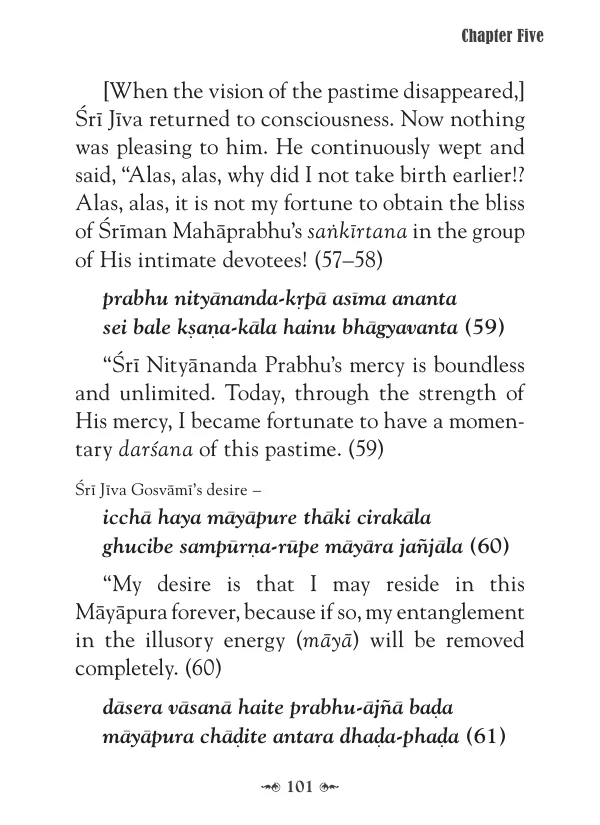 Chapter Five
[When the vision of the pastime disappeared,]
Śrī Jīva returned to consciousness. Now nothing
was pleasing to him. He continuously wept and
said, “Alas, alas, why did I not take birth earlier!?
Alas, alas, it is not my fortune to obtain the bliss
of Śrīman Mahāprabhu’s saṅkīrtana in the group
of His intimate devotees! (57–58)
prabhu nityānanda-kṛpā asīma ananta
sei bale kṣaṇa-kāla hainu bhāgyavanta (59)
“Śrī Nityānanda Prabhu’s mercy is boundless
and unlimited. Today, through the strength of
His mercy, I became fortunate to have a momen-
tary darśana of this pastime. (59)
Śrī Jīva Gosvāmī’s desire –
icchā haya māyāpure thāki cirakāla
ghucibe sampūrṇa-rūpe māyāra jañjāla (60)
“My desire is that I may reside in this
Māyāpura forever, because if so, my entanglement
in the illusory energy (māyā) will be removed
completely. (60)
dāsera vāsanā haite prabhu-ājñā baḍa
māyāpura chāḍite antara dhaḍa-phaḍa (61)
101